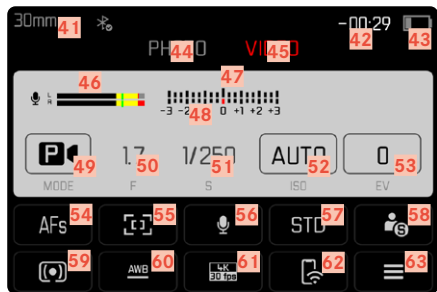 30mm 41 -00:29 42 43
PHOTO 44 VIDEO 45
46 47
L
R
-3 -2 48 0 +1 +2 +3
P 49 1.7 50 1/250 51 AUTO 52 0 53
MODE F S ISO EV
AFs 54 55 56 STD 57 S 58
59 AWB 60 4K 61 62 63
30 fps